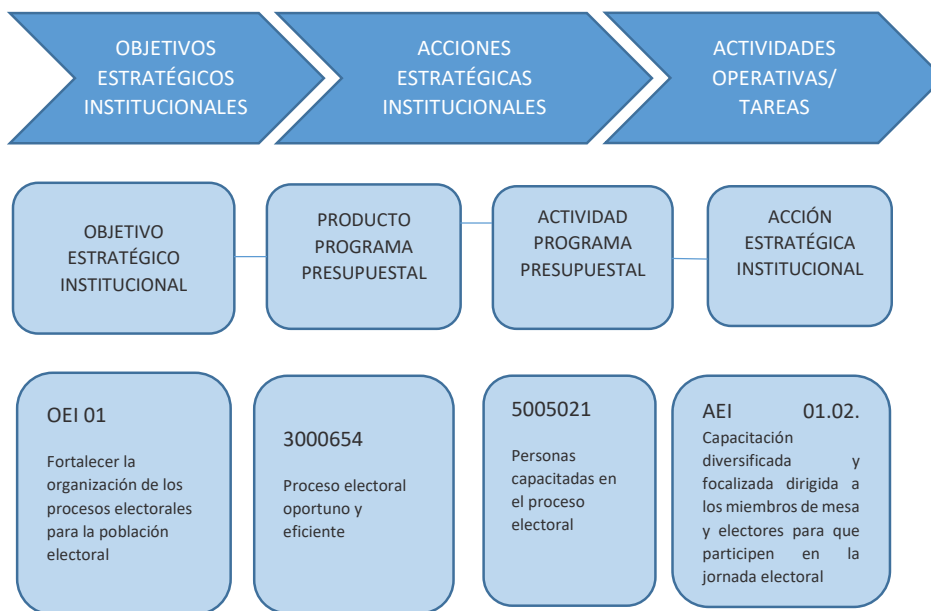 OBJETIVOS
ESTRATÉGICOS
INSTITUCIONALES
ACCIONES
ESTRATÉGICAS
INSTITUCIONALES
ACTIVIDADES
OPERATIVAS/
TAREAS
OBJETIVO
ESTRATÉGICO
INSTITUCIONAL
PRODUCTO
PROGRAMA
PRESUPUESTAL
ACTIVIDAD
PROGRAMA
PRESUPUESTAL
ACCIÓN
ESTRATÉGICA
INSTITUCIONAL
OEI 01
Fortalecer la
organización de los
procesos electorales
para la población
electoral
3000654
Proceso electoral
oportuno y
eficiente
5005021
Personas
capacitadas en
el proceso
electoral
AEI 01.02.
Capacitación
diversificada y
focalizada dirigida a
los miembros de mesa
y electores para que
participen en la
jornada electoral